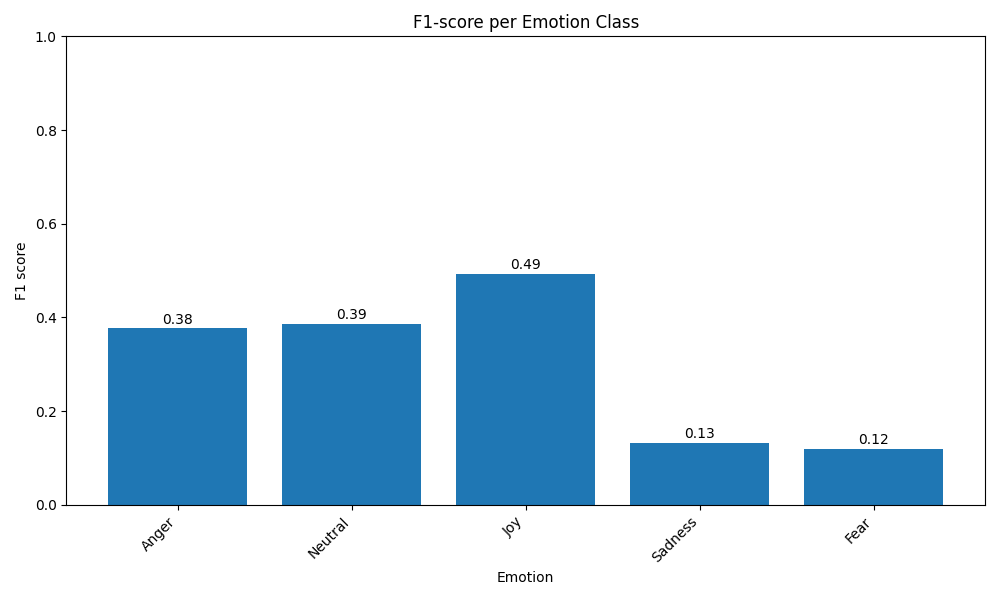 F1-score per Emotion Class
F1 score
1.0
0.8
0.6
0.4
0.2
0.0
0.38
0.39
0.49
0.13
0.12
Anger
Neutral
Joy
Sadness
Fear
Emotion